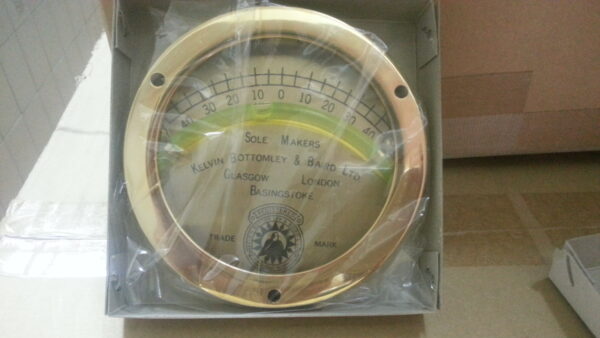 40 30 20 10 0 10 20 30 40
SOLE MAKERS
KELVIN BOTTOMLEY & BAIRD LTD.
GLASGOW LONDON
BASINGSTOKE
TRADE MARK